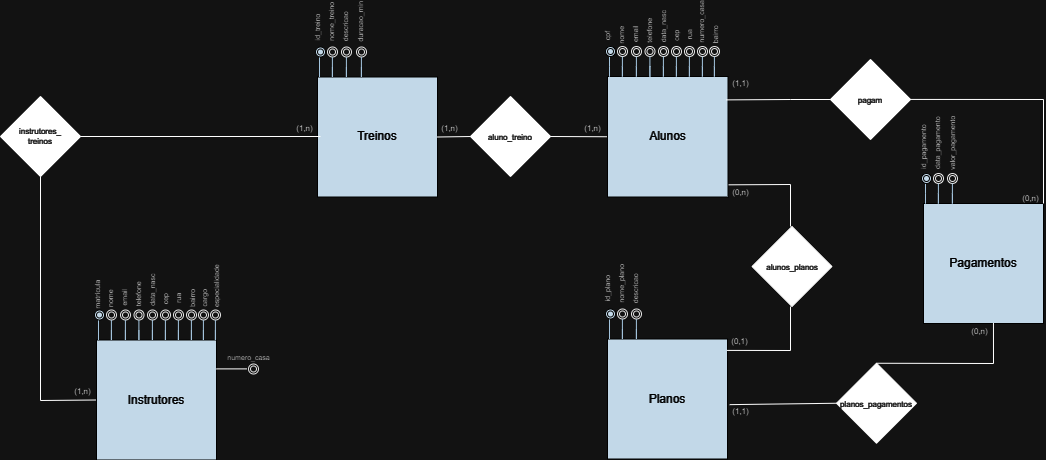 id_treino
nome_treino
descricao
duracao_min
cpf
nome
email
telefone
data_nasc
cep
rua
numero_casa
bairro
(1,1)
pagam
instrutores_
treinos
(1,n)
Treinos
(1,n)
aluno_treino
(1,n)
Alunos
id_pagamento
data_pagamento
valor_pagamento
(0,n)
(0,n)
Pagamentos
alunos_planos
matricula
nome
email
telefone
data_nasc
cep
rua
bairro
cargo
especialidade
id_plano
nome_plano
descricao
(0,n)
(0,1)
numero_casa
(1,n)
Instrutores
Planos
(1,1)
planos_pagamentos